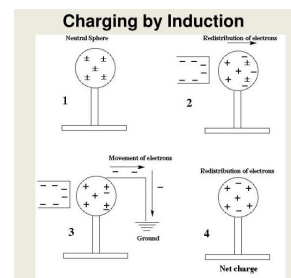 Charging by Induction
Neutral Sphere
Redistribution of electrons
± ±
±
± ±
1
- -
- -
- -
+ -
+ ± -
+ ± -
2
Movement of electrons
- -
-
- -
- -
- -
+ +
+
+ ±
Ground
3
Redistribution of electrons
+ - +
+ +
- +
4
Net charge